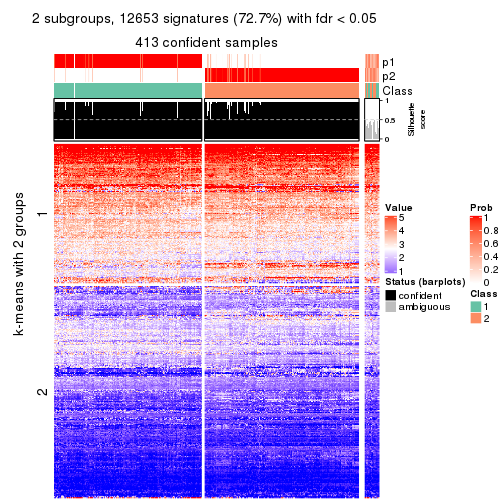 2 subgroups, 12653 signatures (72.7%) with fdr < 0.05
413 confident samples
p1
p2
Class
1
0.5
0
Silhouette
score
k-means with 2 groups
1
2
Value
5
4
3
2
1
Prob
1
0.8
0.6
0.4
0.2
0
Status (barplots)
confident
ambiguous
Class
1
2